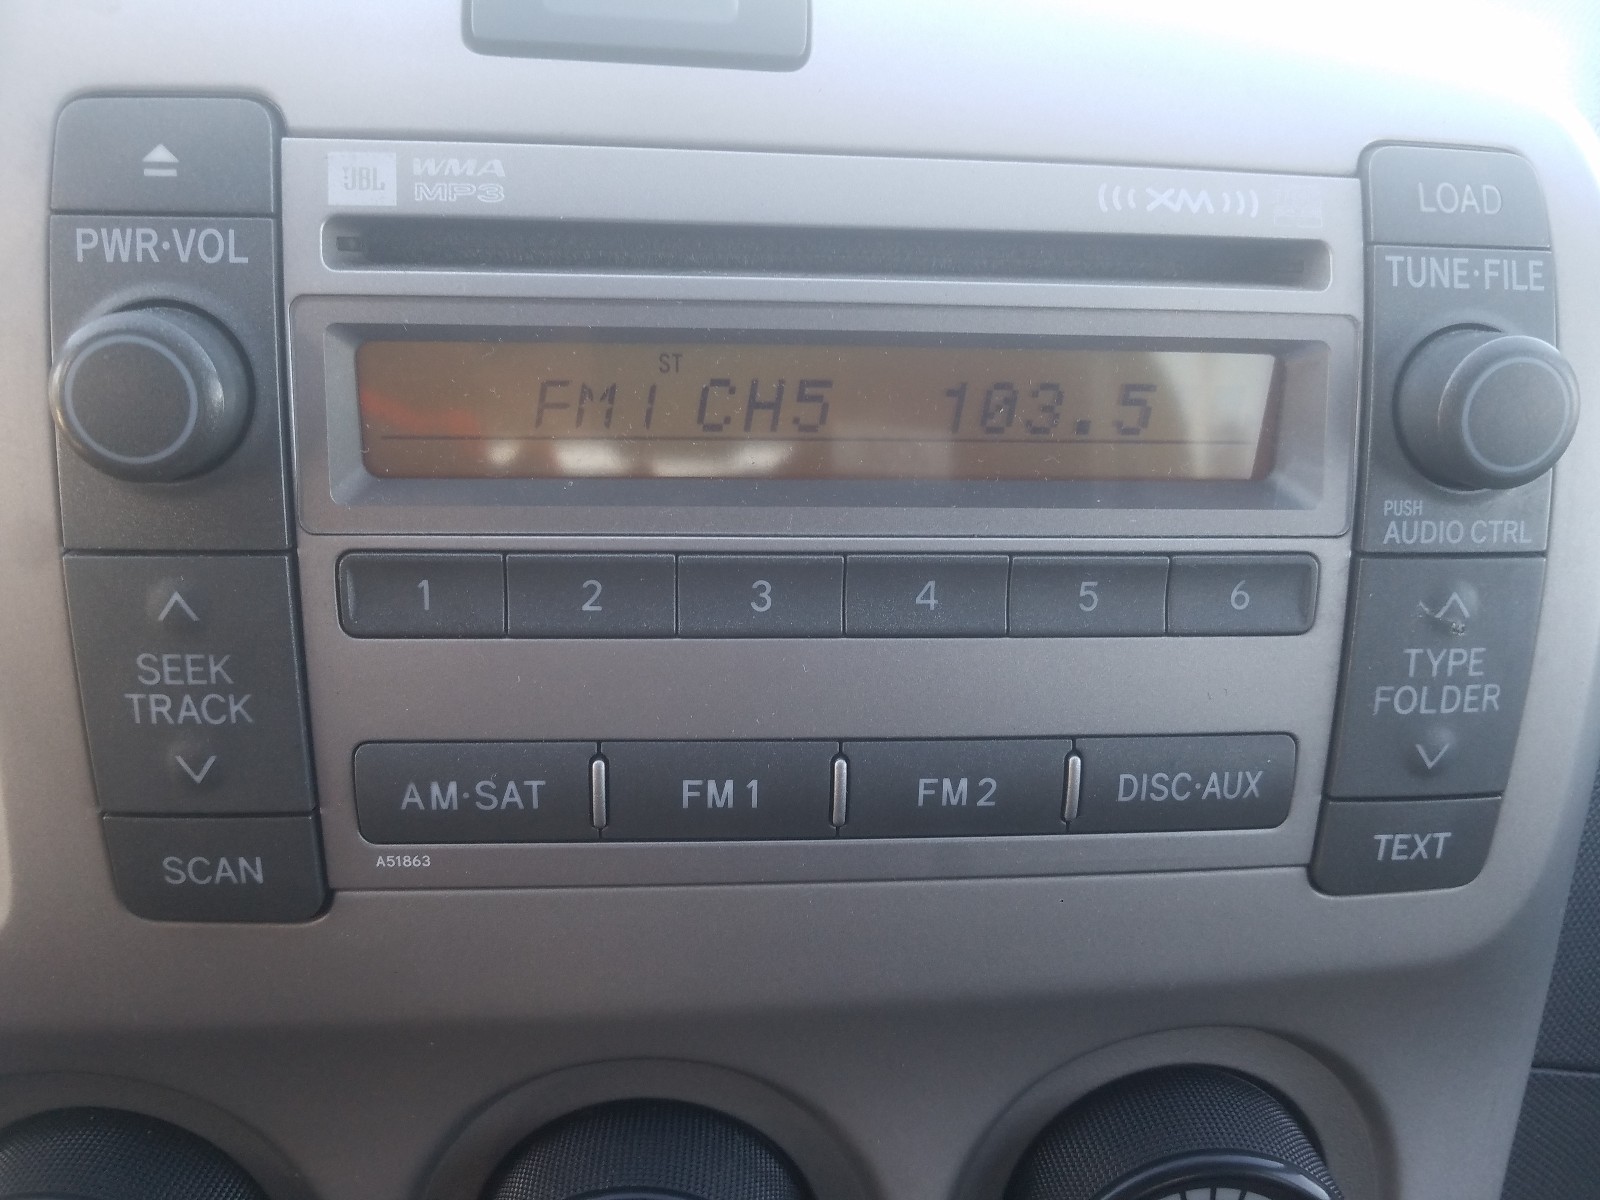 PWR·VOL
JBL
WMA
MP3
(((XM)))
LOAD
TUNE·FILE
ST
FM1 CH5 103.5
PUSH
AUDIO CTRL
1 2 3 4 5 6
SEEK
TRACK
TYPE
FOLDER
AM·SAT FM1 FM2 DISC·AUX
SCAN
A51863
TEXT